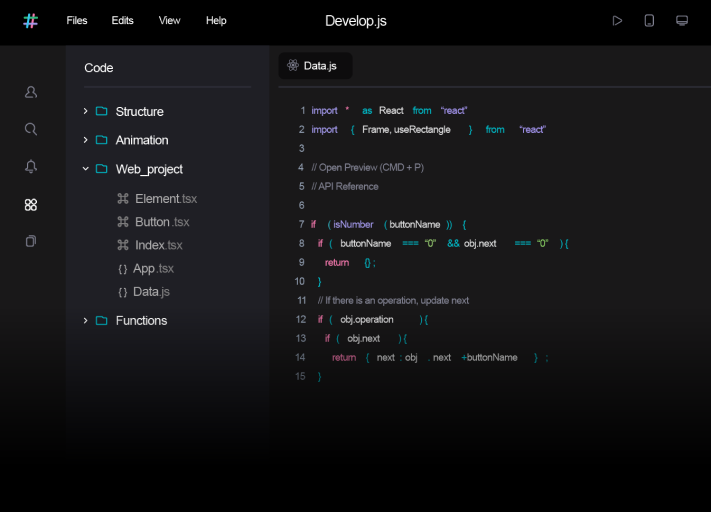 Files Edits View Help Develop.js
Code
Structure
Animation
Web_project
Element.tsx
Button.tsx
Index.tsx
{ } App.tsx
{ } Data.js
Functions
Data.js
1 import * as React from “react”
2 import { Frame, useRectangle } from “react”
3
4 // Open Preview (CMD + P)
5 // API Reference
6
7 if ( isNumber ( buttonName )) {
8 if ( buttonName === “0” && obj.next === “0” ) {
9 return {} ;
10 }
11 // If there is an operation, update next
12 if ( obj.operation ) {
13 if ( obj.next ) {
14 return { next : obj . next +buttonName } ;
15 }